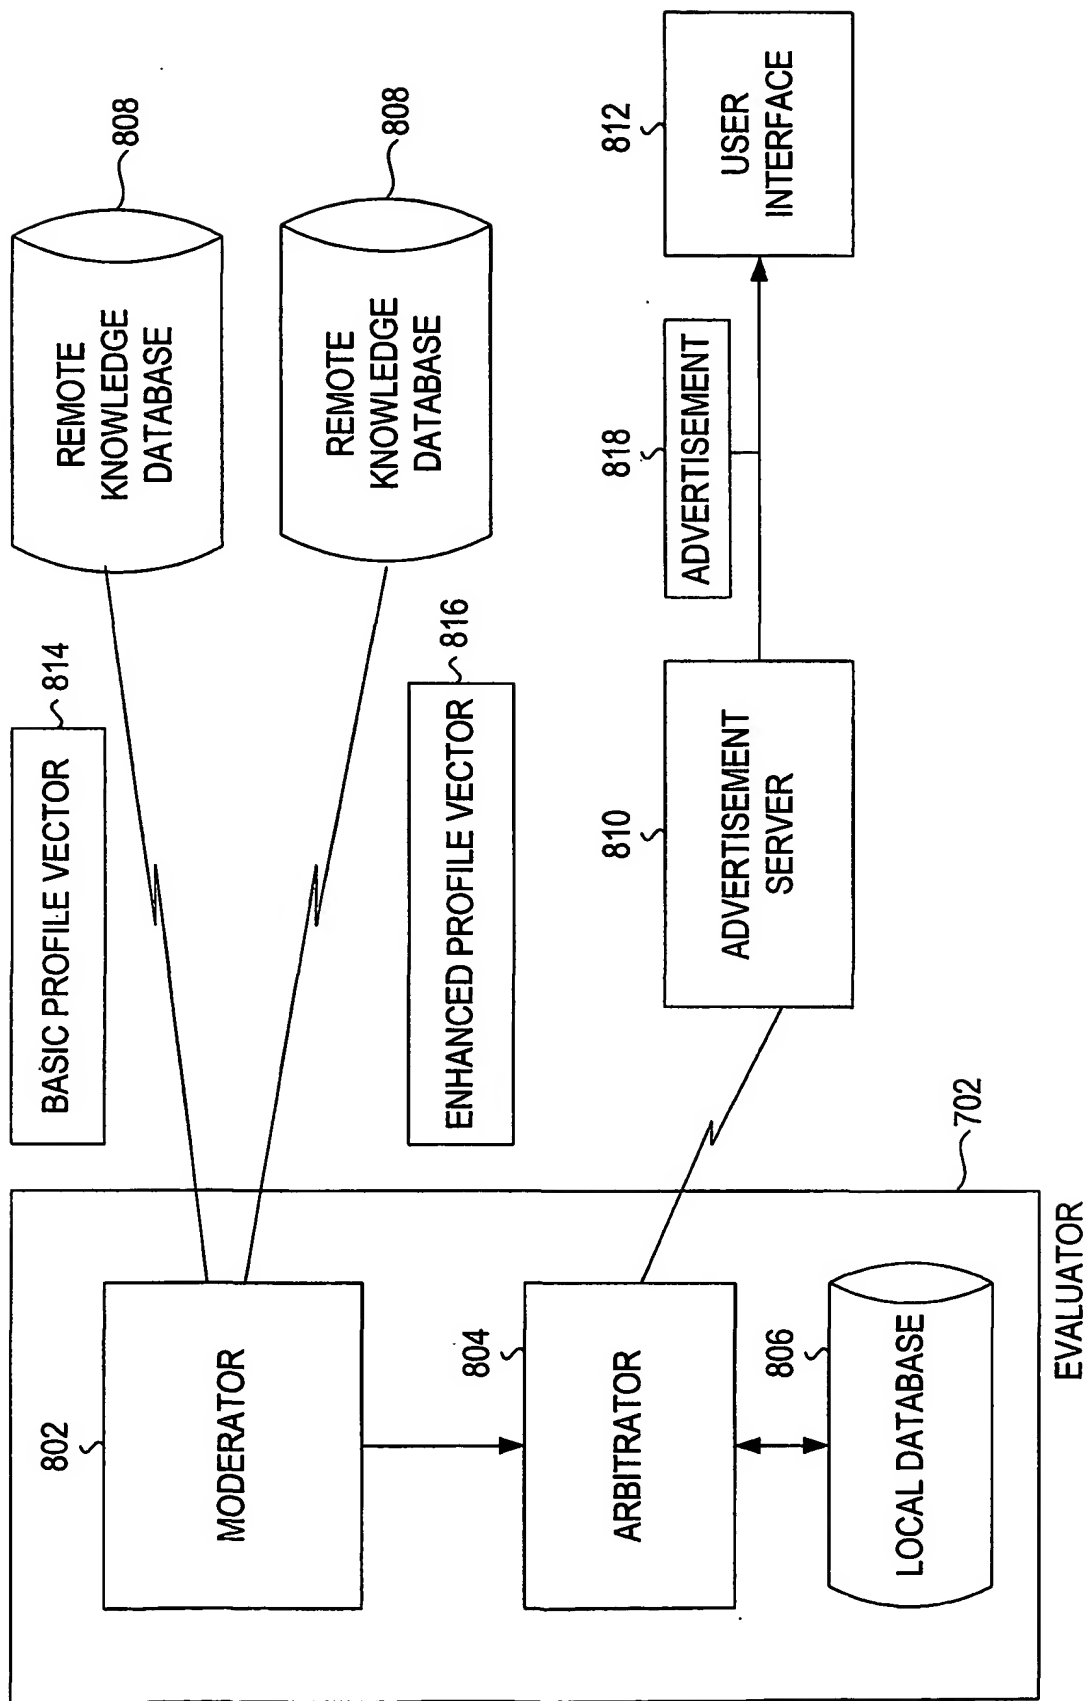 802
MODERATOR
804
ARBITRATOR
806
LOCAL DATABASE
702
EVALUATOR
BASIC PROFILE VECTOR
814
ENHANCED PROFILE VECTOR
816
REMOTE
KNOWLEDGE
DATABASE
808
REMOTE
KNOWLEDGE
DATABASE
808
810
ADVERTISEMENT
SERVER
818
ADVERTISEMENT
812
USER
INTERFACE